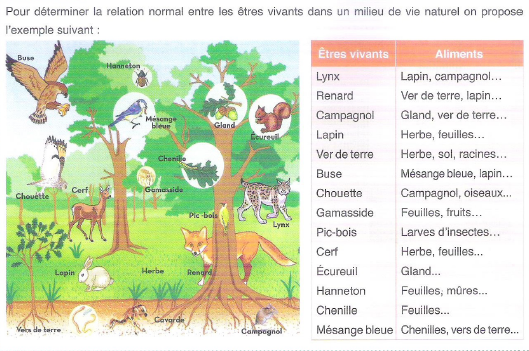 Pour déterminer la relation normal entre les êtres vivants dans un milieu de vie naturel on propose
l'exemple suivant :
Buse
Hanneton
Mésange
bleue
Gland
Ecureuil
Chenille
Chouette
Cerf
Gamasside
Pic-bois
Lynx
Lapin
Herbe
Renard
Vers de terre
Cavarde
Campagnol
Êtres vivants Aliments
Lynx Lapin, campagnol...
Renard Ver de terre, lapin...
Campagnol Gland, ver de terre...
Lapin Herbe, feuilles...
Ver de terre Herbe, sol, racines...
Buse Mésange bleue, lapin...
Chouette Campagnol, oiseaux...
Gamasside Feuilles, fruits...
Pic-bois Larves d'insectes...
Cerf Herbe, feuilles...
Écureuil Gland...
Hanneton Feuilles, mûres...
Chenille Feuilles...
Mésange bleue Chenilles, vers de terre...